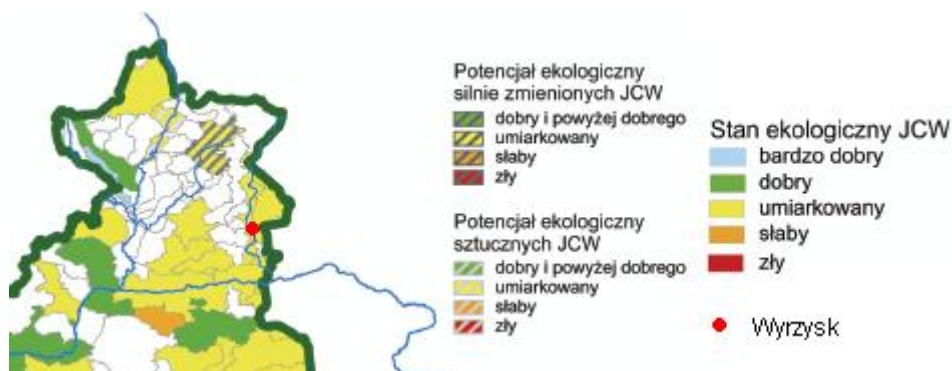 Potencjał ekologiczny
silnie zmienionych JCW
dobry i powyżej dobrego
umiarkowany
słaby
zły
Potencjał ekologiczny
sztucznych JCW
dobry i powyżej dobrego
umiarkowany
słaby
zły
Stan ekologiczny JCW
bardzo dobry
dobry
umiarkowany
słaby
zły
Wyrzysk